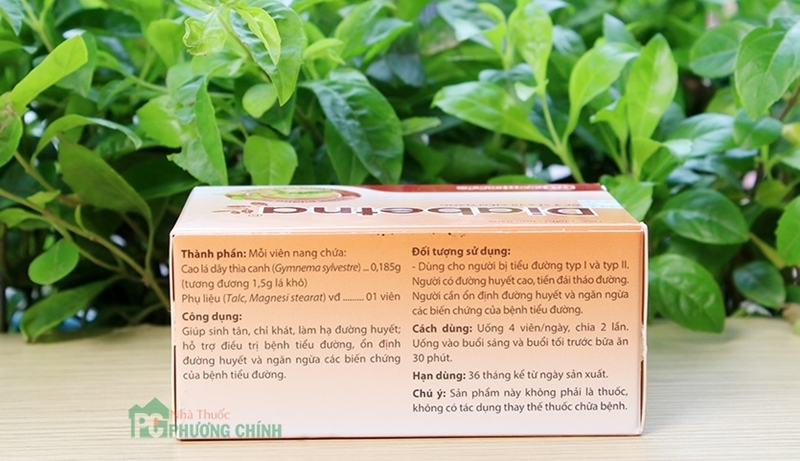 Diabetna
Thành phần: Mỗi viên nang chứa:
Cao lá dây thìa canh (Gymnema sylvestre) ... 0,185g
(tương đương 1,5g lá khô)
Phụ liệu (Talc, Magnesi stearat) vđ ......... 01 viên
Công dụng:
Giúp sinh tân, chỉ khát, làm hạ đường huyết;
hỗ trợ điều trị bệnh tiểu đường, ổn định
đường huyết và ngăn ngừa các biến chứng
của bệnh tiểu đường.
Đối tượng sử dụng:
- Dùng cho người bị tiểu đường typ I và typ II.
Người có đường huyết cao, tiền đái tháo đường.
Người cần ổn định đường huyết và ngăn ngừa
các biến chứng của bệnh tiểu đường.
Cách dùng: Uống 4 viên/ngày, chia 2 lần.
Uống vào buổi sáng và buổi tối trước bữa ăn
30 phút.
Hạn dùng: 36 tháng kể từ ngày sản xuất.
Chú ý: Sản phẩm này không phải là thuốc,
không có tác dụng thay thế thuốc chữa bệnh.
PC
Nhà Thuốc
PHƯƠNG CHÍNH